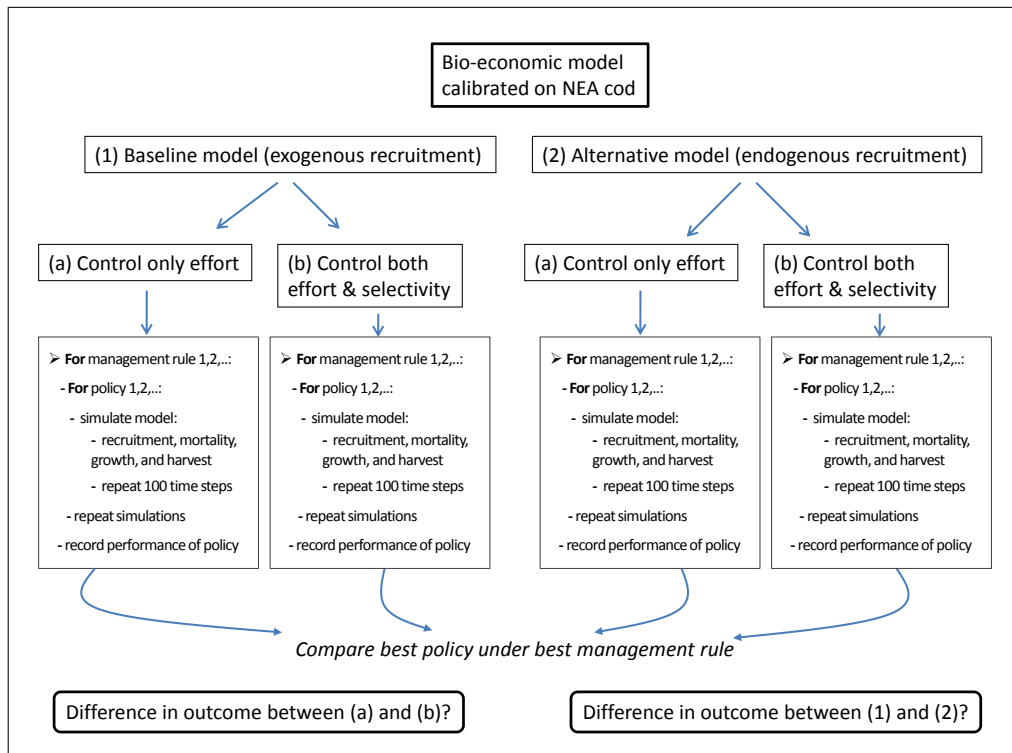 Bio-economic model
calibrated on NEA cod
(1) Baseline model (exogenous recruitment)
(2) Alternative model (endogenous recruitment)
(a) Control only effort
(b) Control both
effort & selectivity
(a) Control only effort
(b) Control both
effort & selectivity
➢ For management rule 1,2,..:
- For policy 1,2,..:
- simulate model:
- recruitment, mortality,
growth, and harvest
- repeat 100 time steps
- repeat simulations
- record performance of policy
➢ For management rule 1,2,..:
- For policy 1,2,..:
- simulate model:
- recruitment, mortality,
growth, and harvest
- repeat 100 time steps
- repeat simulations
- record performance of policy
➢ For management rule 1,2,..:
- For policy 1,2,..:
- simulate model:
- recruitment, mortality,
growth, and harvest
- repeat 100 time steps
- repeat simulations
- record performance of policy
➢ For management rule 1,2,..:
- For policy 1,2,..:
- simulate model:
- recruitment, mortality,
growth, and harvest
- repeat 100 time steps
- repeat simulations
- record performance of policy
Compare best policy under best management rule
Difference in outcome between (a) and (b)?
Difference in outcome between (1) and (2)?